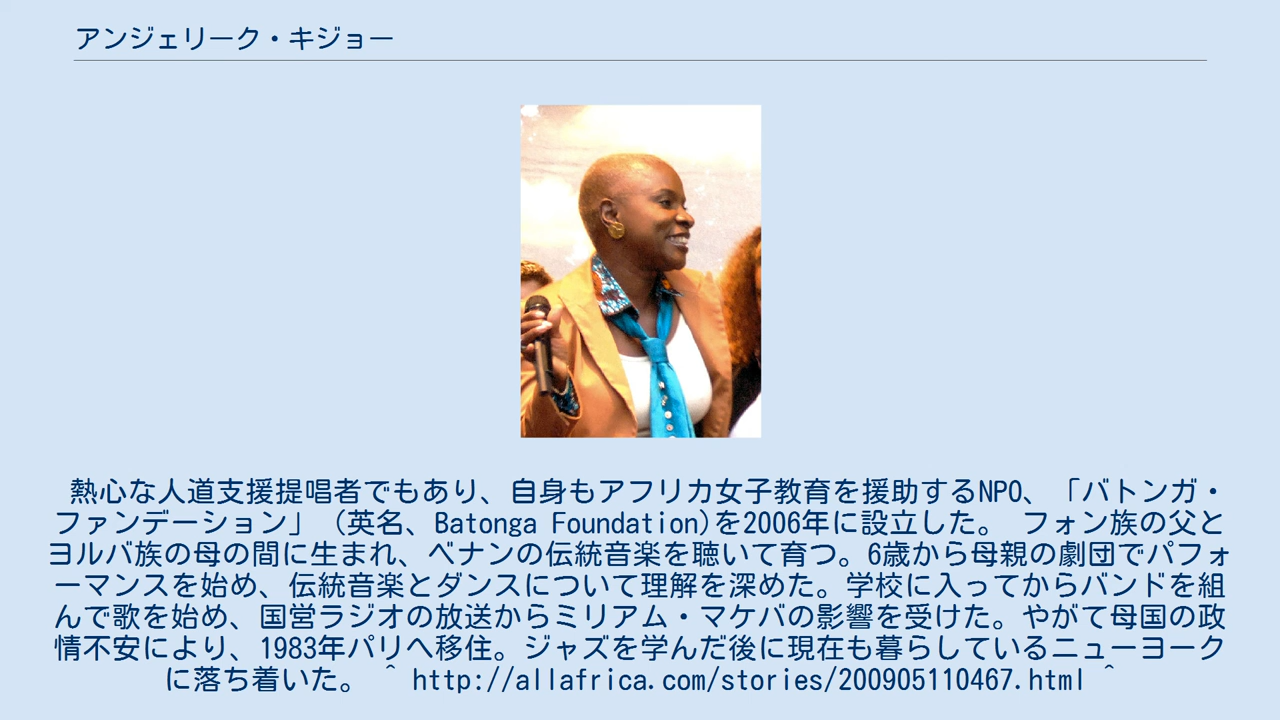 アンジェリーク・キジョー
熱心な人道支援提唱者でもあり、自身もアフリカ女子教育を援助するNPO、「バトンガ・
ファンデーション」（英名、Batonga Foundation)を2006年に設立した。 フォン族の父と
ヨルバ族の母の間に生まれ、ベナンの伝統音楽を聴いて育つ。6歳から母親の劇団でパフォ
ーマンスを始め、伝統音楽とダンスについて理解を深めた。学校に入ってからバンドを組
んで歌を始め、国営ラジオの放送からミリアム・マケバの影響を受けた。やがて母国の政
情不安により、1983年パリへ移住。ジャズを学んだ後に現在も暮らしているニューヨーク
に落ち着いた。 ^ http://allafrica.com/stories/200905110467.html ^